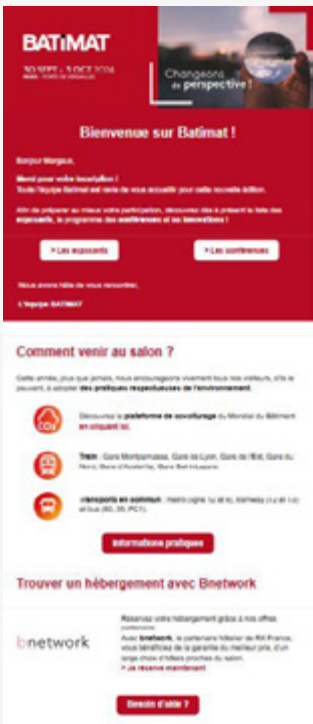 BATiMAT
30 SEPT - 3 OCT 2024
PARIS - PORTE DE VERSAILLES
Changeons
de perspective !
Bienvenue sur Batimat !
Bonjour Margaux,
Merci pour votre inscription !
Toute l'équipe Batimat est ravie de vous accueillir pour cette nouvelle édition.
Afin de préparer au mieux votre participation, découvrez dès à présent la liste des
exposants, le programme des conférences et les innovations !
> Les exposants
> Les conférences
Nous avons hâte de vous rencontrer,
L'équipe BATIMAT
Comment venir au salon ?
Cette année, plus que jamais, nous encourageons vivement tous nos visiteurs, s'ils le
peuvent, à adopter des pratiques respectueuses de l'environnement.
CO₂
Découvrez la plateforme de covoiturage du Mondial du Bâtiment
en cliquant ici.
Train : Gare Montparnasse, Gare de Lyon, Gare de l'Est, Gare du
Nord, Gare d'Austerlitz, Gare Saint-Lazare.
Transports en commun : métro (ligne 12 et 8), tramway (T2 et T3)
et bus (80, 39, PC1).
Informations pratiques
Trouver un hébergement avec Bnetwork
bnetwork
Réservez votre hébergement grâce à nos offres
partenaire
Avec bnetwork, le partenaire hôtelier de RX France,
vous bénéficiez de la garantie du meilleur prix, d'un
large choix d'hôtels proches du salon.
> Je réserve maintenant
Besoin d'aide ?